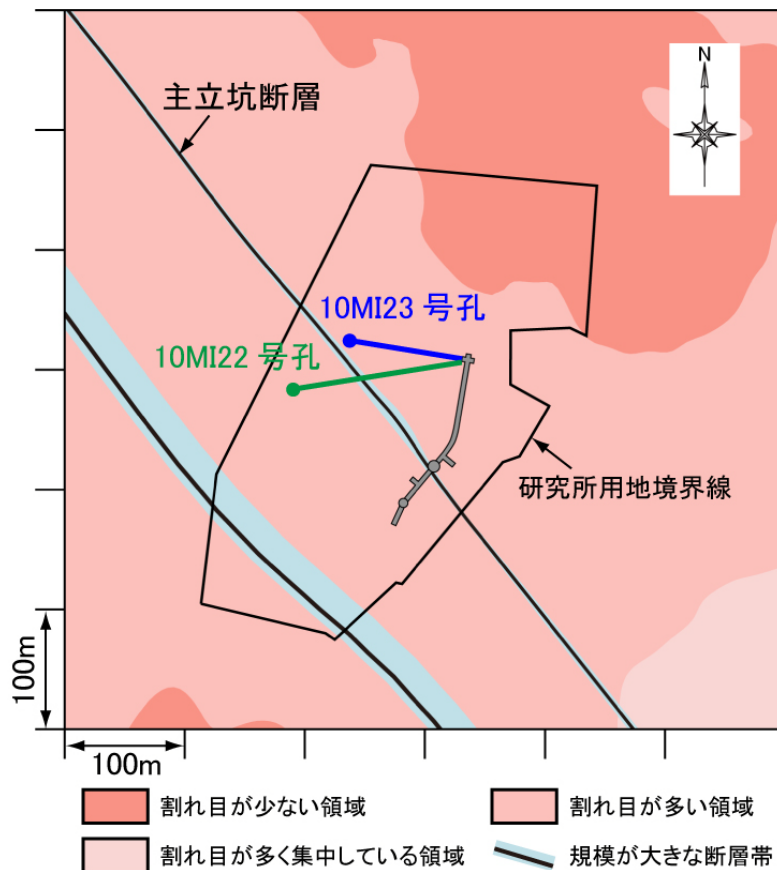 N
主立坑断層
10MI23 号孔
10MI22 号孔
研究所用地境界線
100m
100m
割れ目が少ない領域
割れ目が多い領域
割れ目が多く集中している領域
規模が大きな断層帯